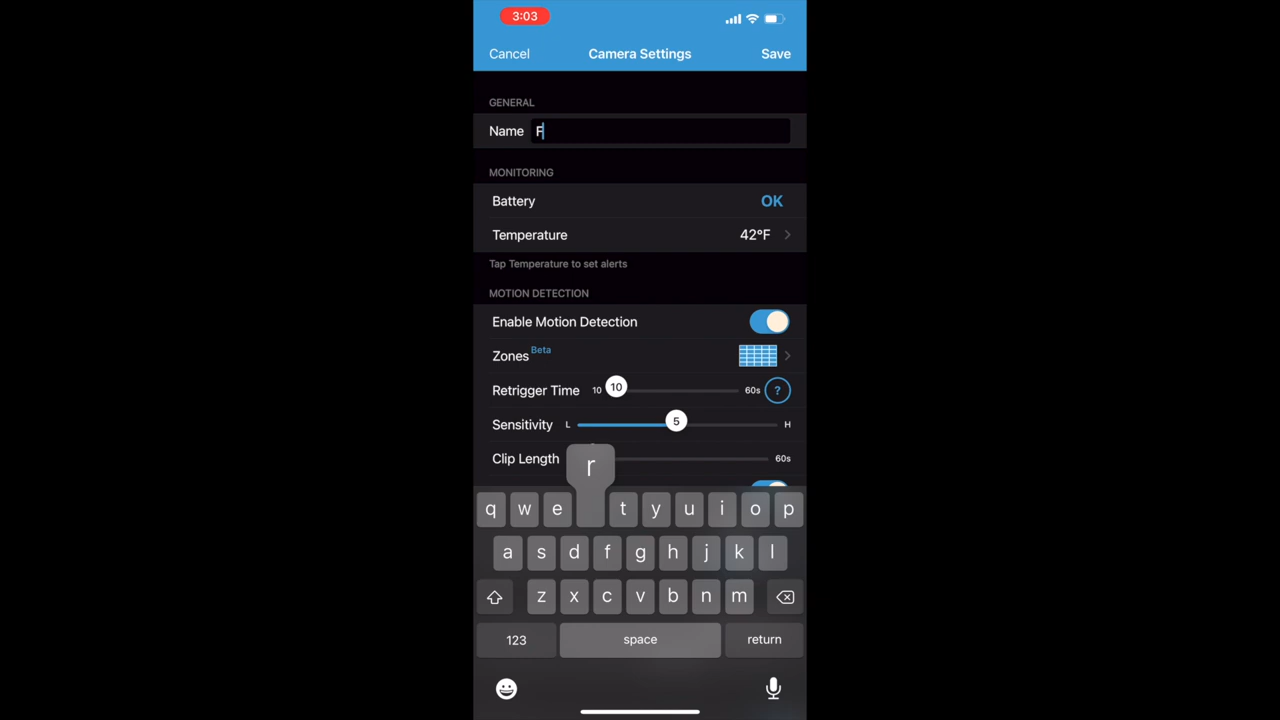 3:03
Cancel Camera Settings Save
GENERAL
Name F
MONITORING
Battery OK
Temperature 42°F
Tap Temperature to set alerts
MOTION DETECTION
Enable Motion Detection
Zones Beta
Retrigger Time 10 10 60s ?
Sensitivity L 5 H
Clip Length 60s
r
q w e t y u i o p
a s d f g h j k l
z x c v b n m
123 space return